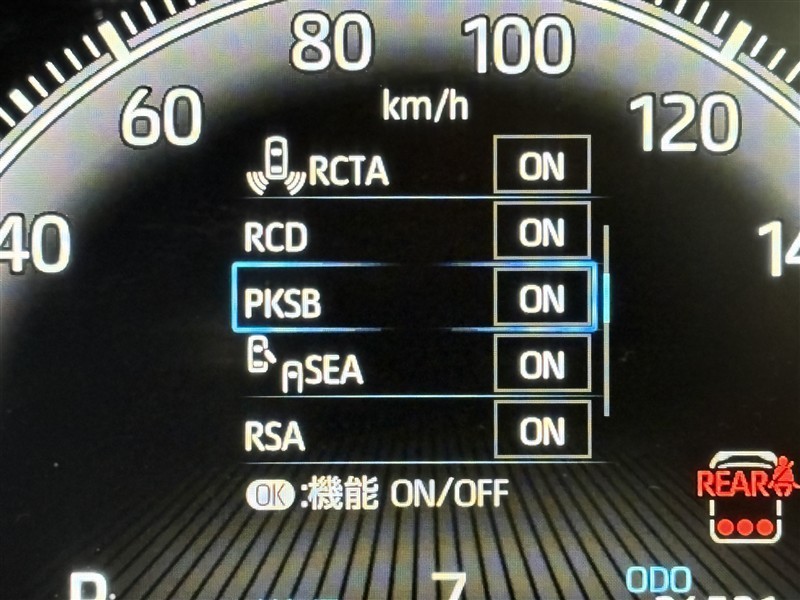 80 100
km/h
60 120
RCTA ON
40
RCD ON
PKSB ON
SEA ON
RSA ON
REAR
OK:機能 ON/OFF
ODO